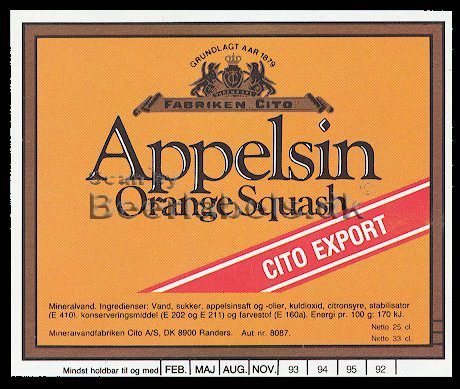 GRUNDLAGT AAR 1879
VAREMÆRKE
FABRIKEN CITO
Appelsin
Scan by
Orange Squash
CITO EXPORT
Mineralvand. Ingredienser: Vand, sukker, appelsinsaft og -olier, kuldioxid, citronsyre, stabilisator
(E 410), konserveringsmiddel (E 202 og E 211) og farvestof (E 160a). Energi pr. 100 g: 170 kJ.
Netto 25 cl.
Mineralvandfabriken Cito A/S, DK 8900 Randers. Aut. nr. 8087.
Netto 33 cl.
Mindst holdbar til og med FEB. MAJ AUG. NOV. 93 94 95 92